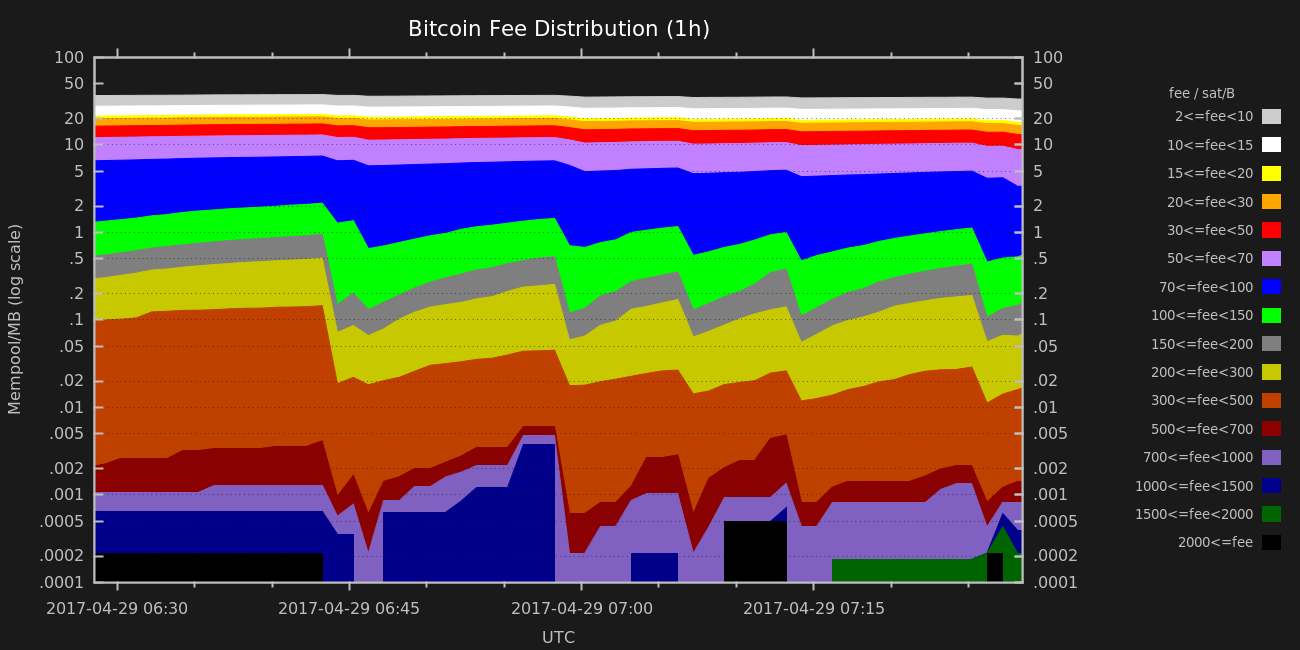 Bitcoin Fee Distribution (1h)
Mempool/MB (log scale)
100
50
20
10
5
2
1
.5
.2
.1
.05
.02
.01
.005
.002
.001
.0005
.0002
.0001
100
50
20
10
5
2
1
.5
.2
.1
.05
.02
.01
.005
.002
.001
.0005
.0002
.0001
2017-04-29 06:30 2017-04-29 06:45 2017-04-29 07:00 2017-04-29 07:15
UTC
fee / sat/B
2<=fee<10
10<=fee<15
15<=fee<20
20<=fee<30
30<=fee<50
50<=fee<70
70<=fee<100
100<=fee<150
150<=fee<200
200<=fee<300
300<=fee<500
500<=fee<700
700<=fee<1000
1000<=fee<1500
1500<=fee<2000
2000<=fee